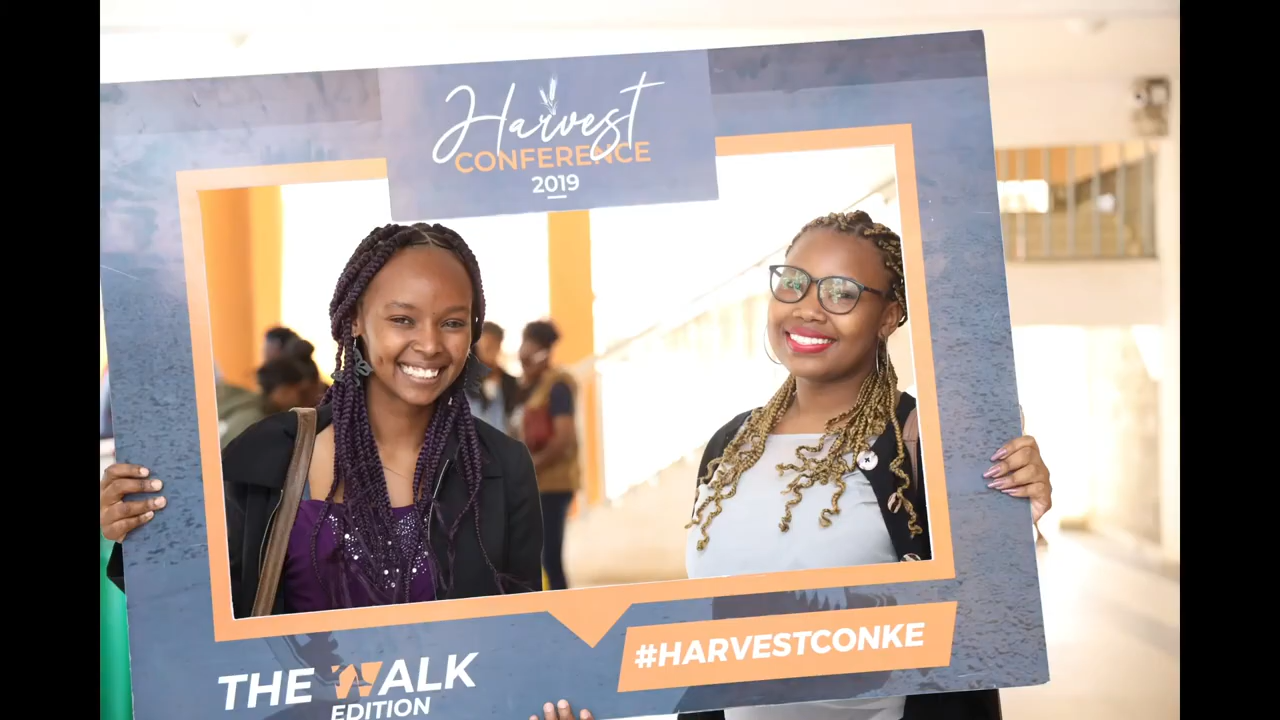 Harvest
CONFERENCE
2019
THE WALK
EDITION
#HARVESTCONKE